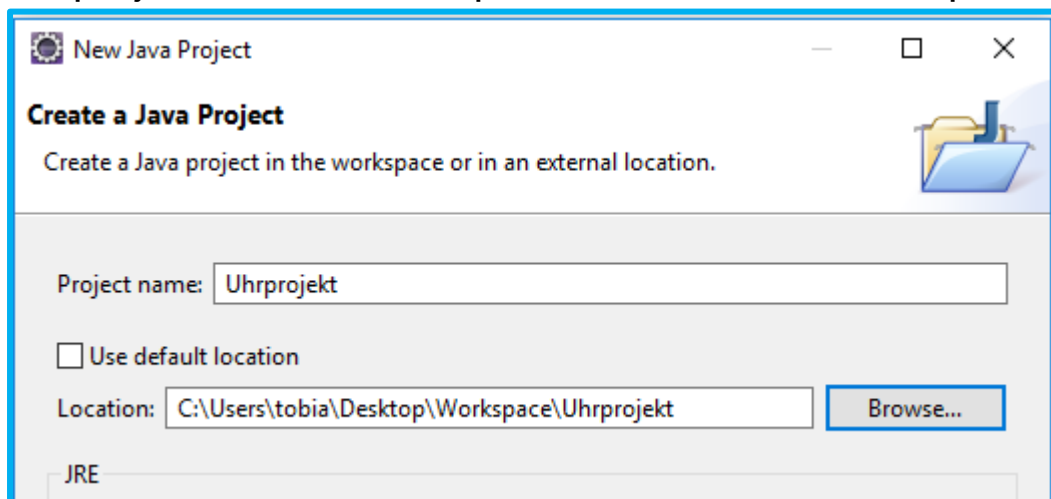 New Java Project
Create a Java Project
Create a Java project in the workspace or in an external location.
Project name: Uhrprojekt
Use default location
Location: C:\Users\tobia\Desktop\Workspace\Uhrprojekt Browse...
JRE